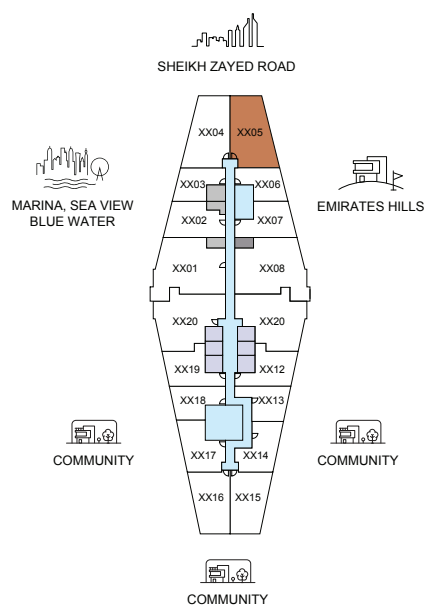 SHEIKH ZAYED ROAD
XX04 XX05
MARINA, SEA VIEW
BLUE WATER
EMIRATES HILLS
XX03 XX06
XX02 XX07
XX01 XX08
XX20 XX20
XX19 XX12
XX18 XX13
XX17 XX14
COMMUNITY
COMMUNITY
XX16 XX15
COMMUNITY